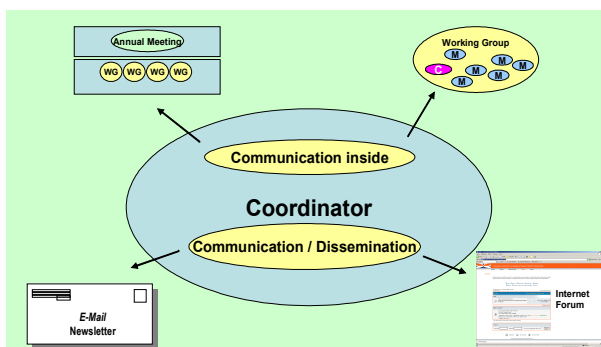 Annual Meeting
WG WG WG WG
Working Group
M
M
M
C
M
M
M
M
Communication inside
Coordinator
Communication / Dissemination
E-Mail
Newsletter
Internet
Forum